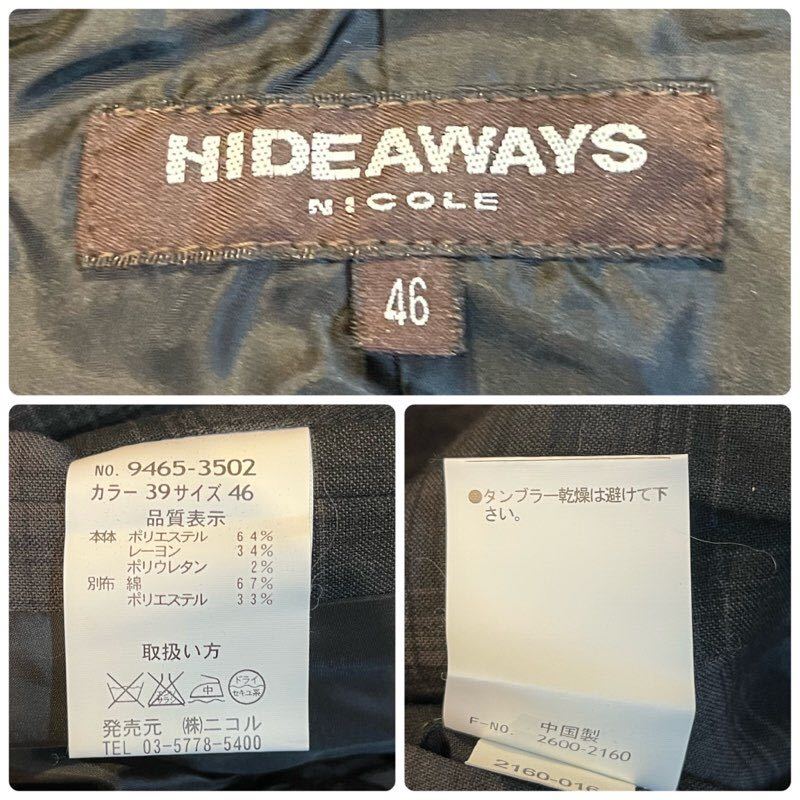 HIDEAWAYS
NICOLE
46
NO. 9465-3502
カラー 39 サイズ 46
品質表示
本体 ポリエステル 64%
レーヨン 34%
ポリウレタン 2%
別布 綿 67%
ポリエステル 33%
取扱い方
中
ドライ
セキユ系
発売元 (株)ニコル
TEL 03-5778-5400
●タンブラー乾燥は避けて下
さい。
中国製
F-NO. 2600-2160
2160-016